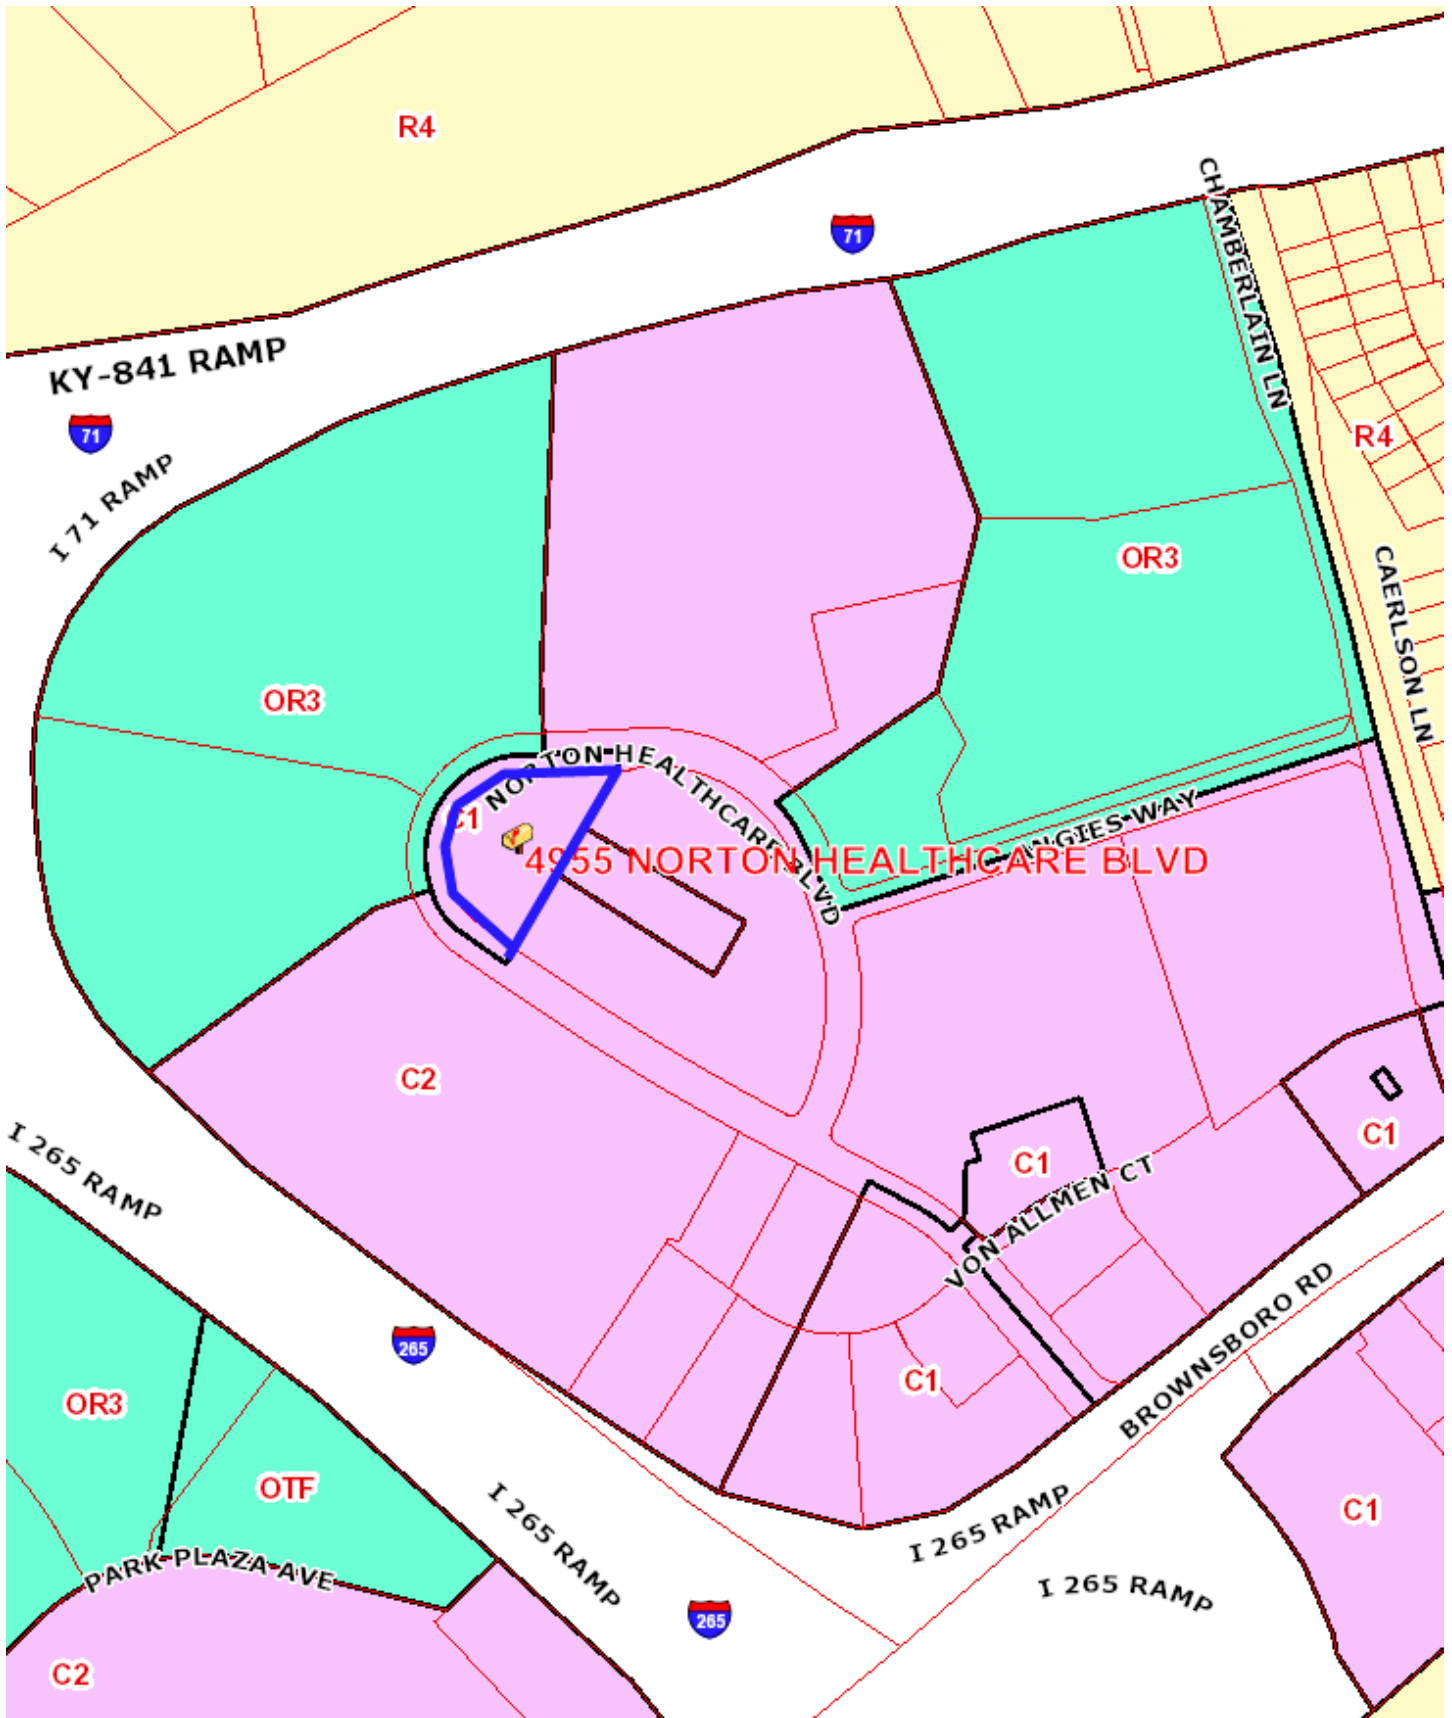 R4
CHAMBERLAIN LN
71
KY-841 RAMP
71
I 71 RAMP
R4
OR3
CAERLSON LN
OR3
NORTON HEALTHCARE BLVD
C1
ANGIES WAY
4955 NORTON HEALTHCARE BLVD
C2
C1
C1
I 265 RAMP
VON ALLMEN CT
BROWNSBORO RD
265
C1
OR3
OTF
I 265 RAMP
C1
I 265 RAMP
PARK PLAZA AVE
I 265 RAMP
265
C2